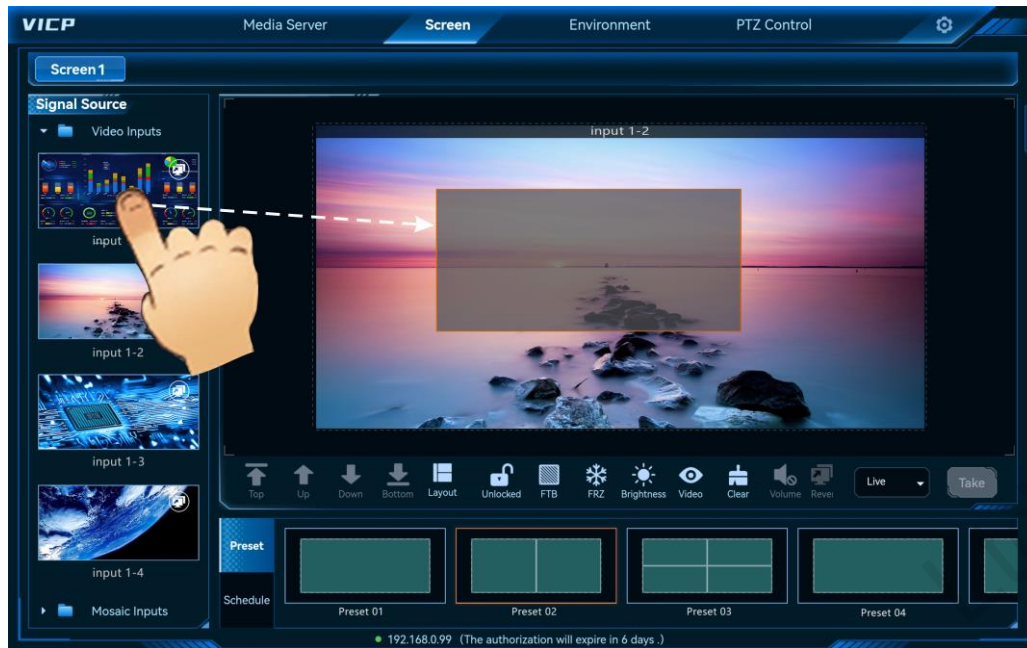 VICP
Media Server
Screen
Environment
PTZ Control
Screen 1
Signal Source
Video Inputs
input
input 1-2
input 1-3
input 1-4
Mosaic Inputs
input 1-2
Top
Up
Down
Bottom
Layout
Unlocked
FTB
FRZ
Brightness
Video
Clear
Volume
Rever
Live
Take
Preset
Schedule
Preset 01
Preset 02
Preset 03
Preset 04
192.168.0.99 (The authorization will expire in 6 days .)